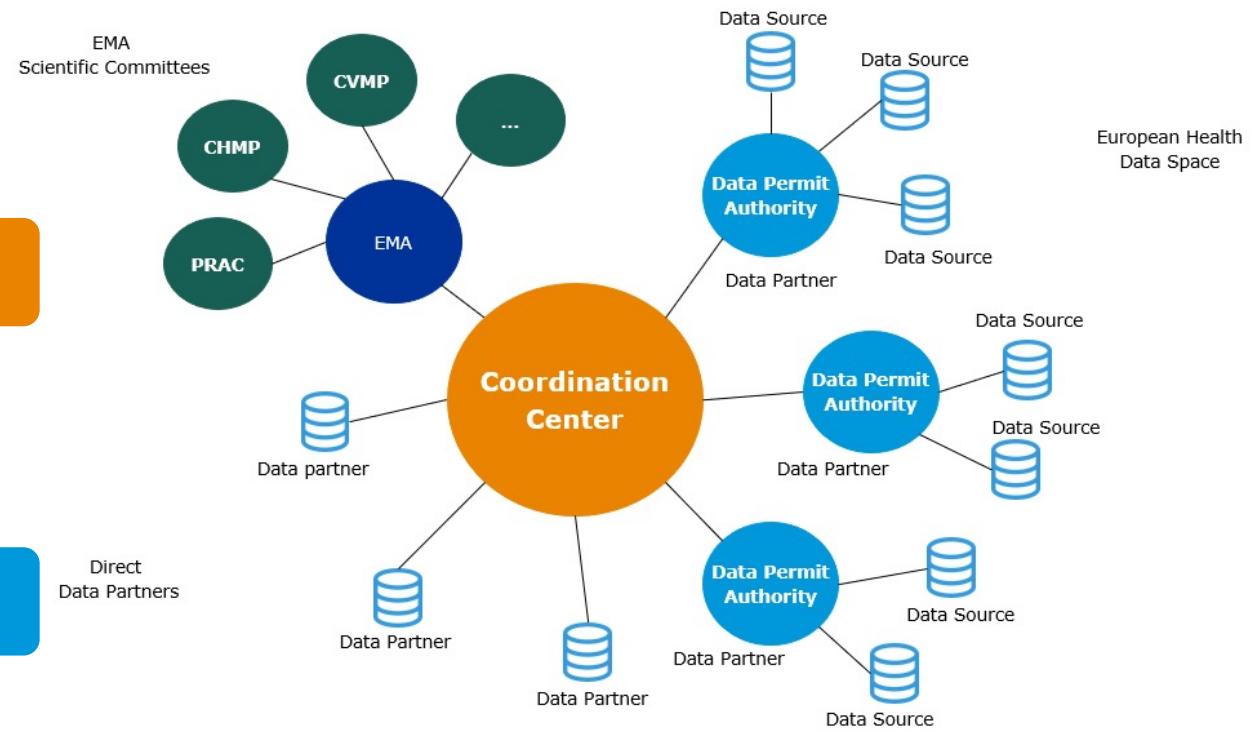 EMA
Scientific Committees
CVMP
...
CHMP
PRAC
EMA
Data Source
Data Source
Data Permit
Authority
Data Source
Data Partner
European Health
Data Space
Coordination
Center
Data Source
Data Permit
Authority
Data Source
Data Partner
Data partner
Direct
Data Partners
Data Partner
Data Partner
Data Permit
Authority
Data Source
Data Partner
Data Source